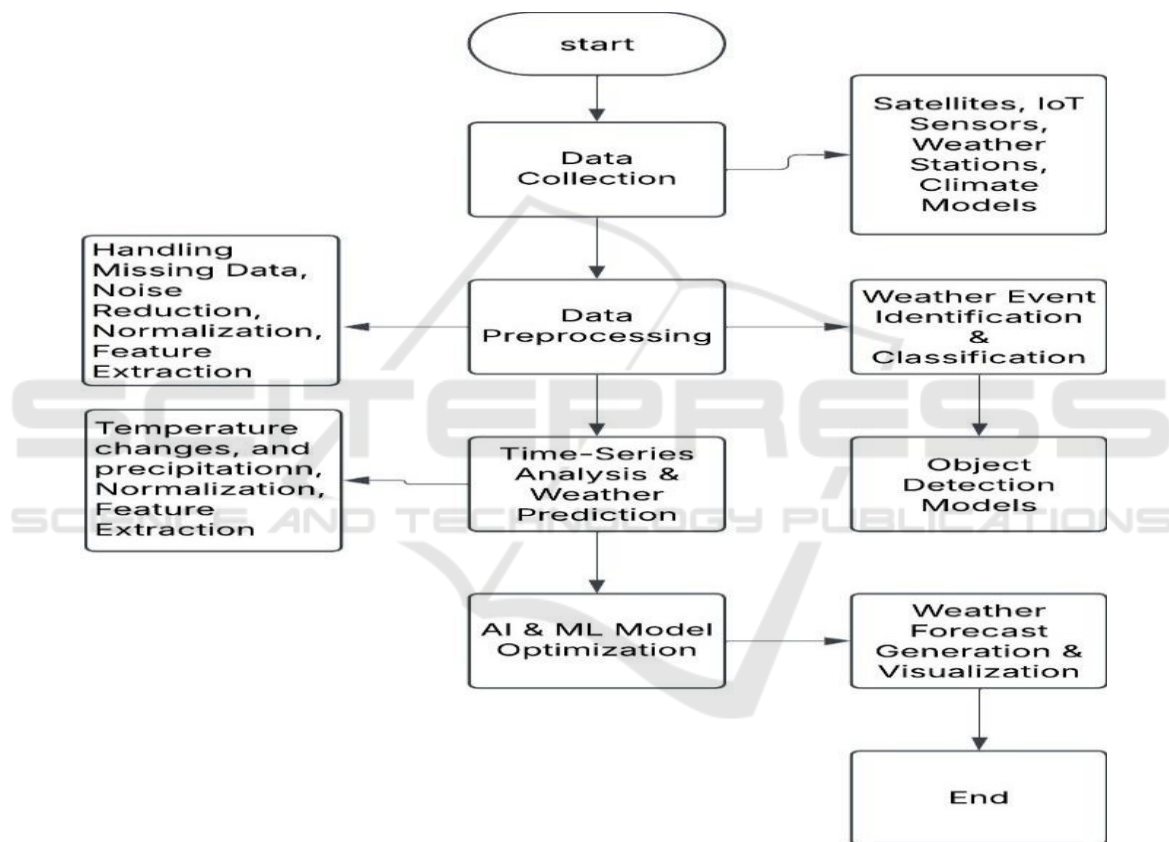 start
Data
Collection
Satellites, IoT
Sensors,
Weather
Stations,
Climate
Models
Handling
Missing Data,
Noise
Reduction,
Normalization,
Feature
Extraction
Data
Preprocessing
Weather Event
Identification
&
Classification
Temperature
changes, and
precipitationn,
Normalization,
Feature
Extraction
Time-Series
Analysis &
Weather
Prediction
Object
Detection
Models
AI & ML Model
Optimization
Weather
Forecast
Generation &
Visualization
End
SCITEPRESS
SCIENCE AND TECHNOLOGY PUBLICATIONS